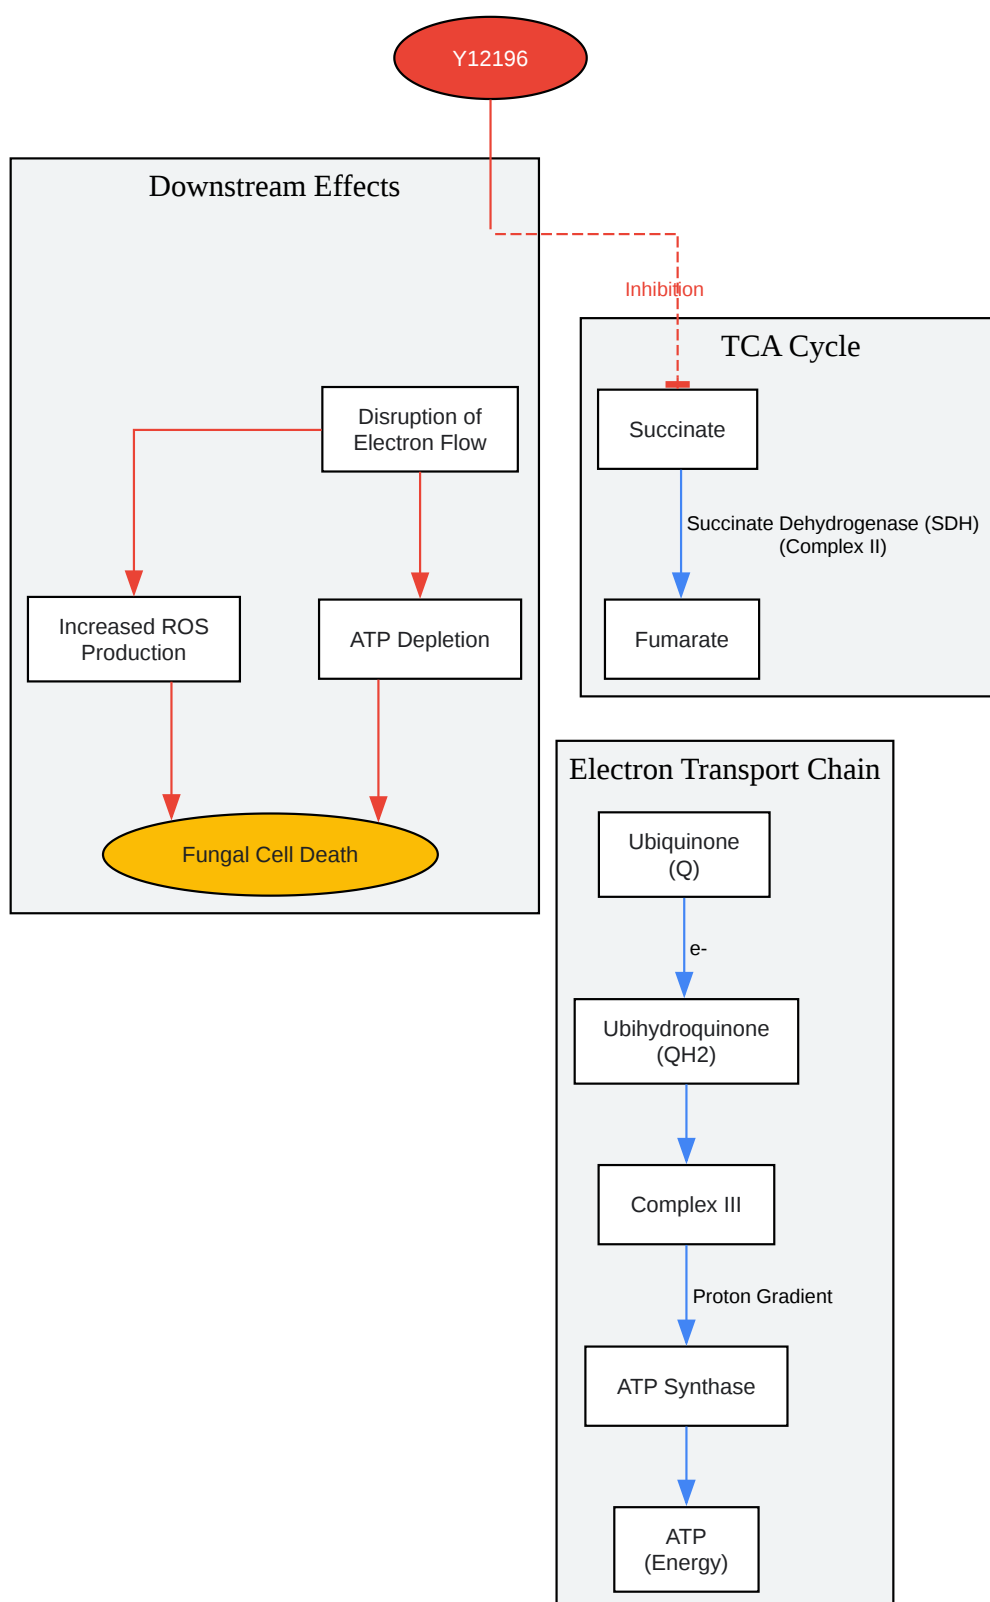 Y12196
Downstream Effects
Disruption of
Electron Flow
Increased ROS
Production
ATP Depletion
Fungal Cell Death
Inhibition
TCA Cycle
Succinate
Succinate Dehydrogenase (SDH)
(Complex II)
Fumarate
Electron Transport Chain
Ubiquinone
(Q)
e-
Ubihydroquinone
(QH2)
Complex III
Proton Gradient
ATP Synthase
ATP
(Energy)